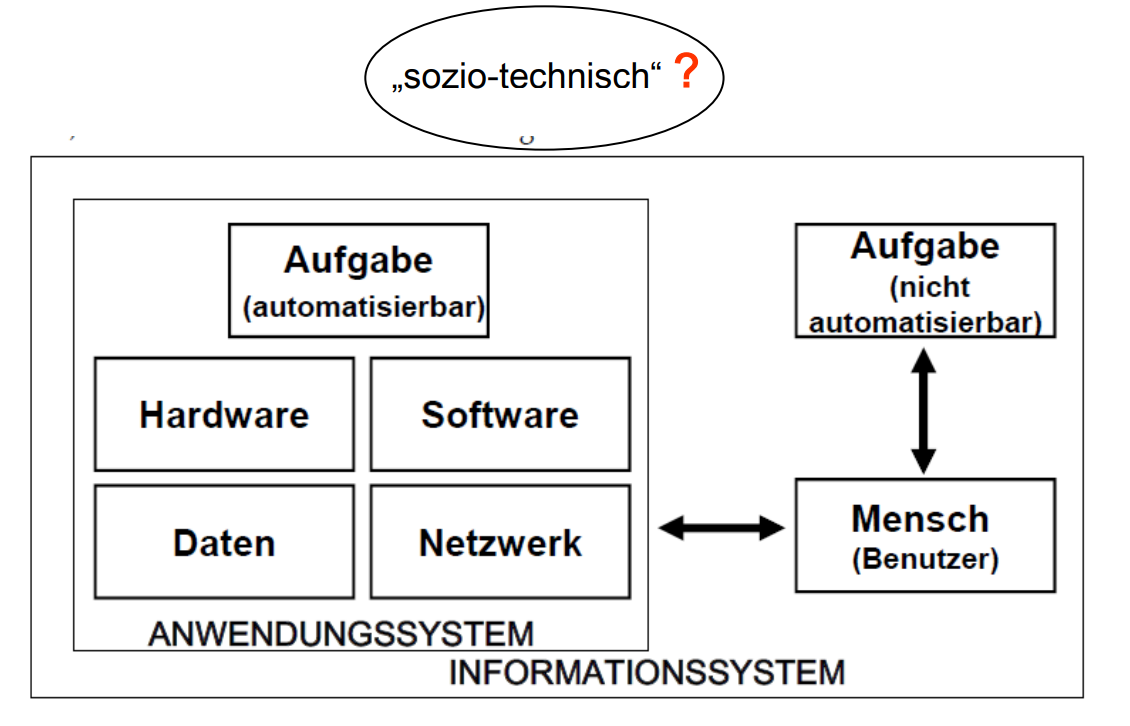 „sozio-technisch“ ?
Aufgabe
(automatisierbar)
Aufgabe
(nicht
automatisierbar)
Hardware
Software
Daten
Netzwerk
Mensch
(Benutzer)
ANWENDUNGSSYSTEM
INFORMATIONSSYSTEM